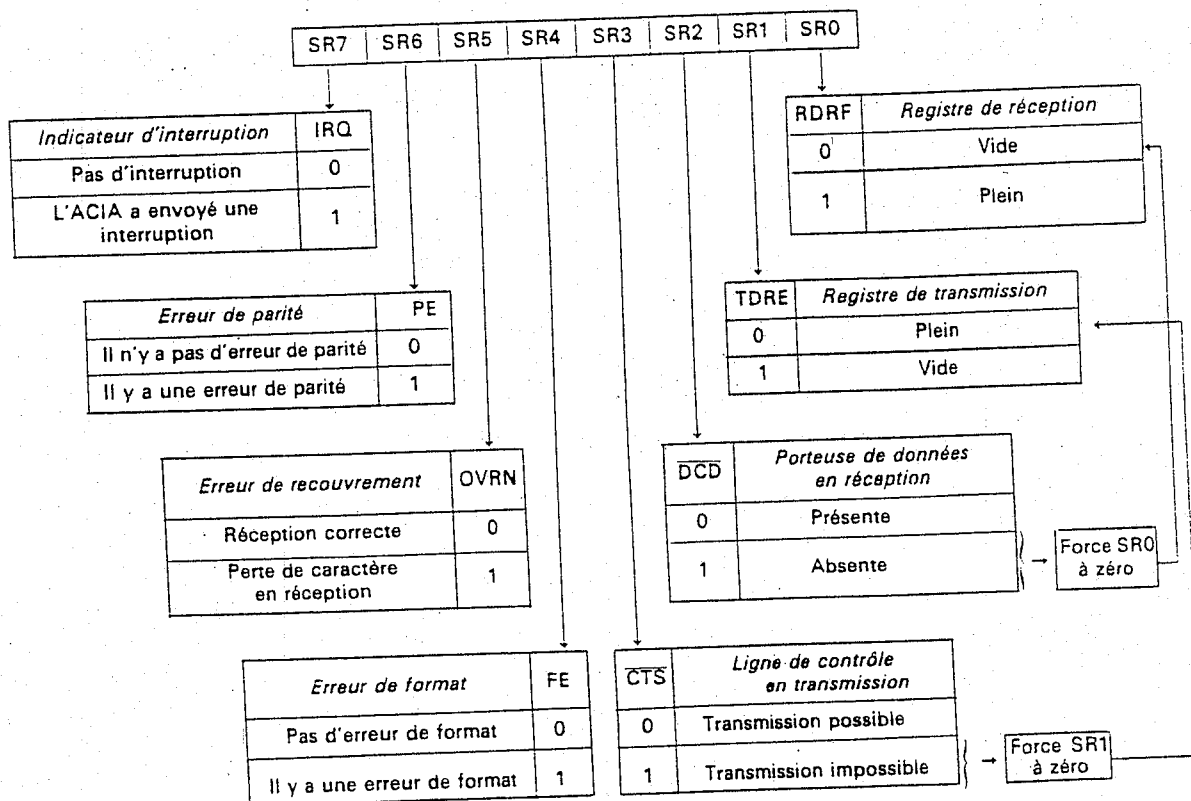 SR7 SR6 SR5 SR4 SR3 SR2 SR1 SR0
Indicateur d'interruption IRQ
Pas d'interruption 0
L'ACIA a envoyé une
interruption 1
RDRF Registre de réception
0 Vide
1 Plein
Erreur de parité PE
Il n'y a pas d'erreur de parité 0
Il y a une erreur de parité 1
TDRE Registre de transmission
0 Plein
1 Vide
Erreur de recouvrement OVRN
Réception correcte 0
Perte de caractère
en réception 1
D̅C̅D̅ Porteuse de données
en réception
0 Présente
1 Absente
Force SR0
à zéro
Erreur de format FE
Pas d'erreur de format 0
Il y a une erreur de format 1
C̅T̅S̅ Ligne de contrôle
en transmission
0 Transmission possible
1 Transmission impossible
Force SR1
à zéro